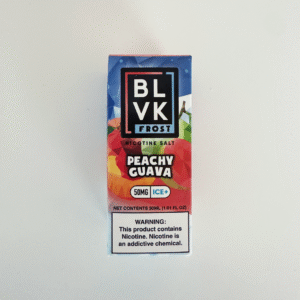 BL
VK
FROST
NICOTINE SALT
PEACHY
GUAVA
50MG ICE+
NET CONTENTS 30ML (1.01 FL OZ)
WARNING:
This product contains
Nicotine. Nicotine is
an addictive chemical.